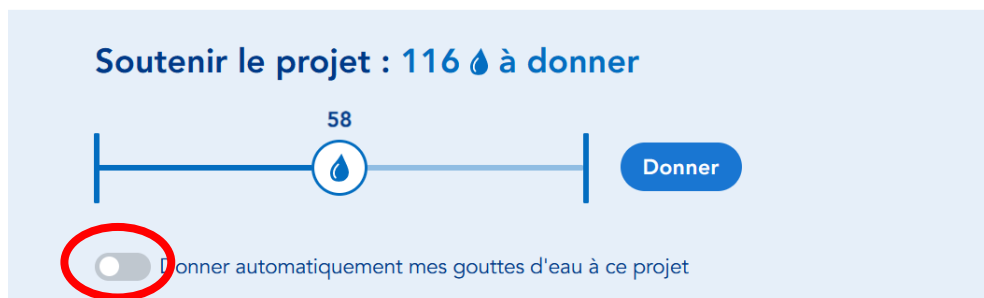 Soutenir le projet : 116 à donner
58
Donner
Donner automatiquement mes gouttes d'eau à ce projet